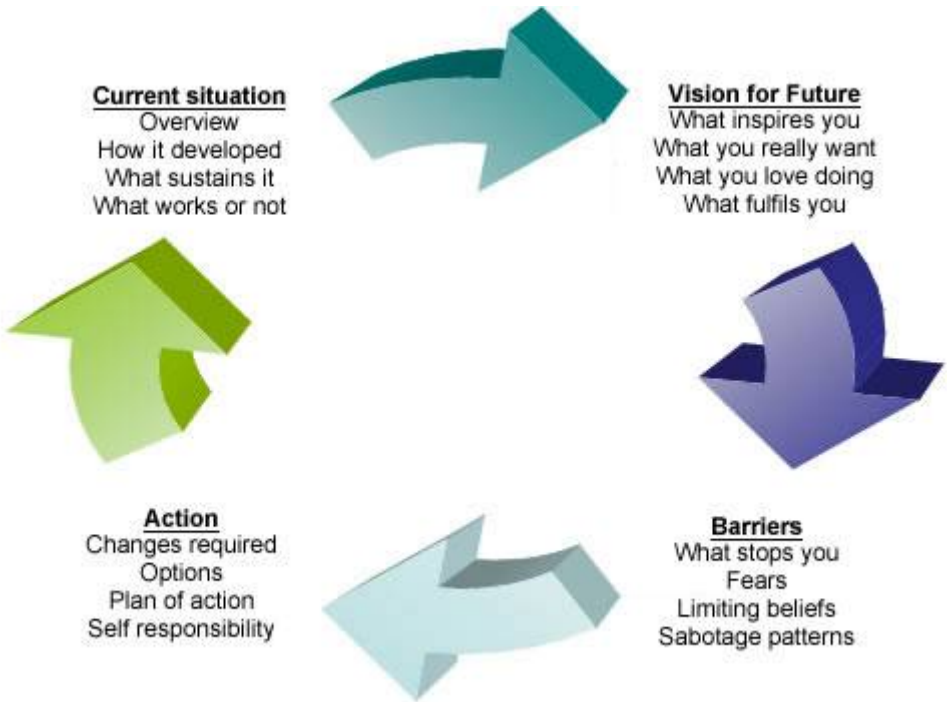 Current situation
Overview
How it developed
What sustains it
What works or not
Vision for Future
What inspires you
What you really want
What you love doing
What fulfils you
Barriers
What stops you
Fears
Limiting beliefs
Sabotage patterns
Action
Changes required
Options
Plan of action
Self responsibility